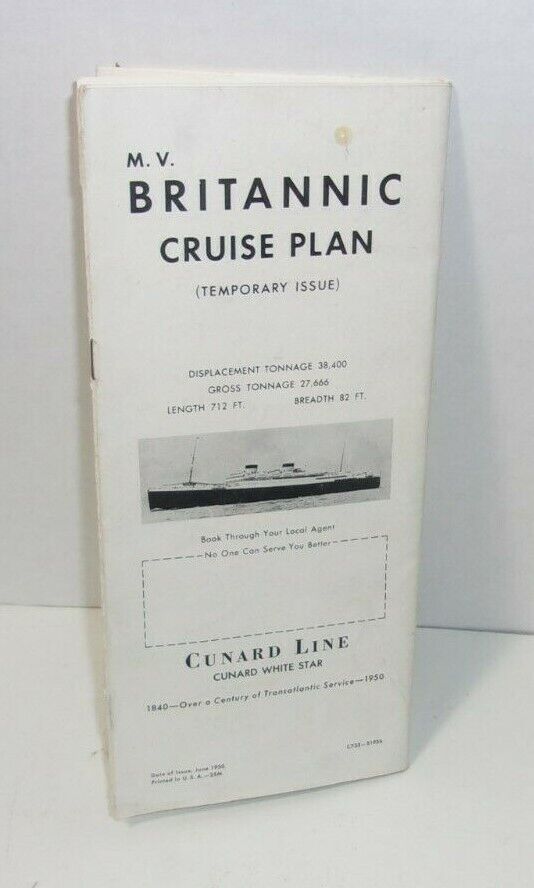 M. V.
BRITANNIC
CRUISE PLAN
(TEMPORARY ISSUE)
DISPLACEMENT TONNAGE 38,400
GROSS TONNAGE 27,666
LENGTH 712 FT. BREADTH 82 FT.
Book Through Your Local Agent
No One Can Serve You Better
CUNARD LINE
CUNARD WHITE STAR
1840—Over a Century of Transatlantic Service—1950
Date of Issue, June 1950
Printed in U. S. A.